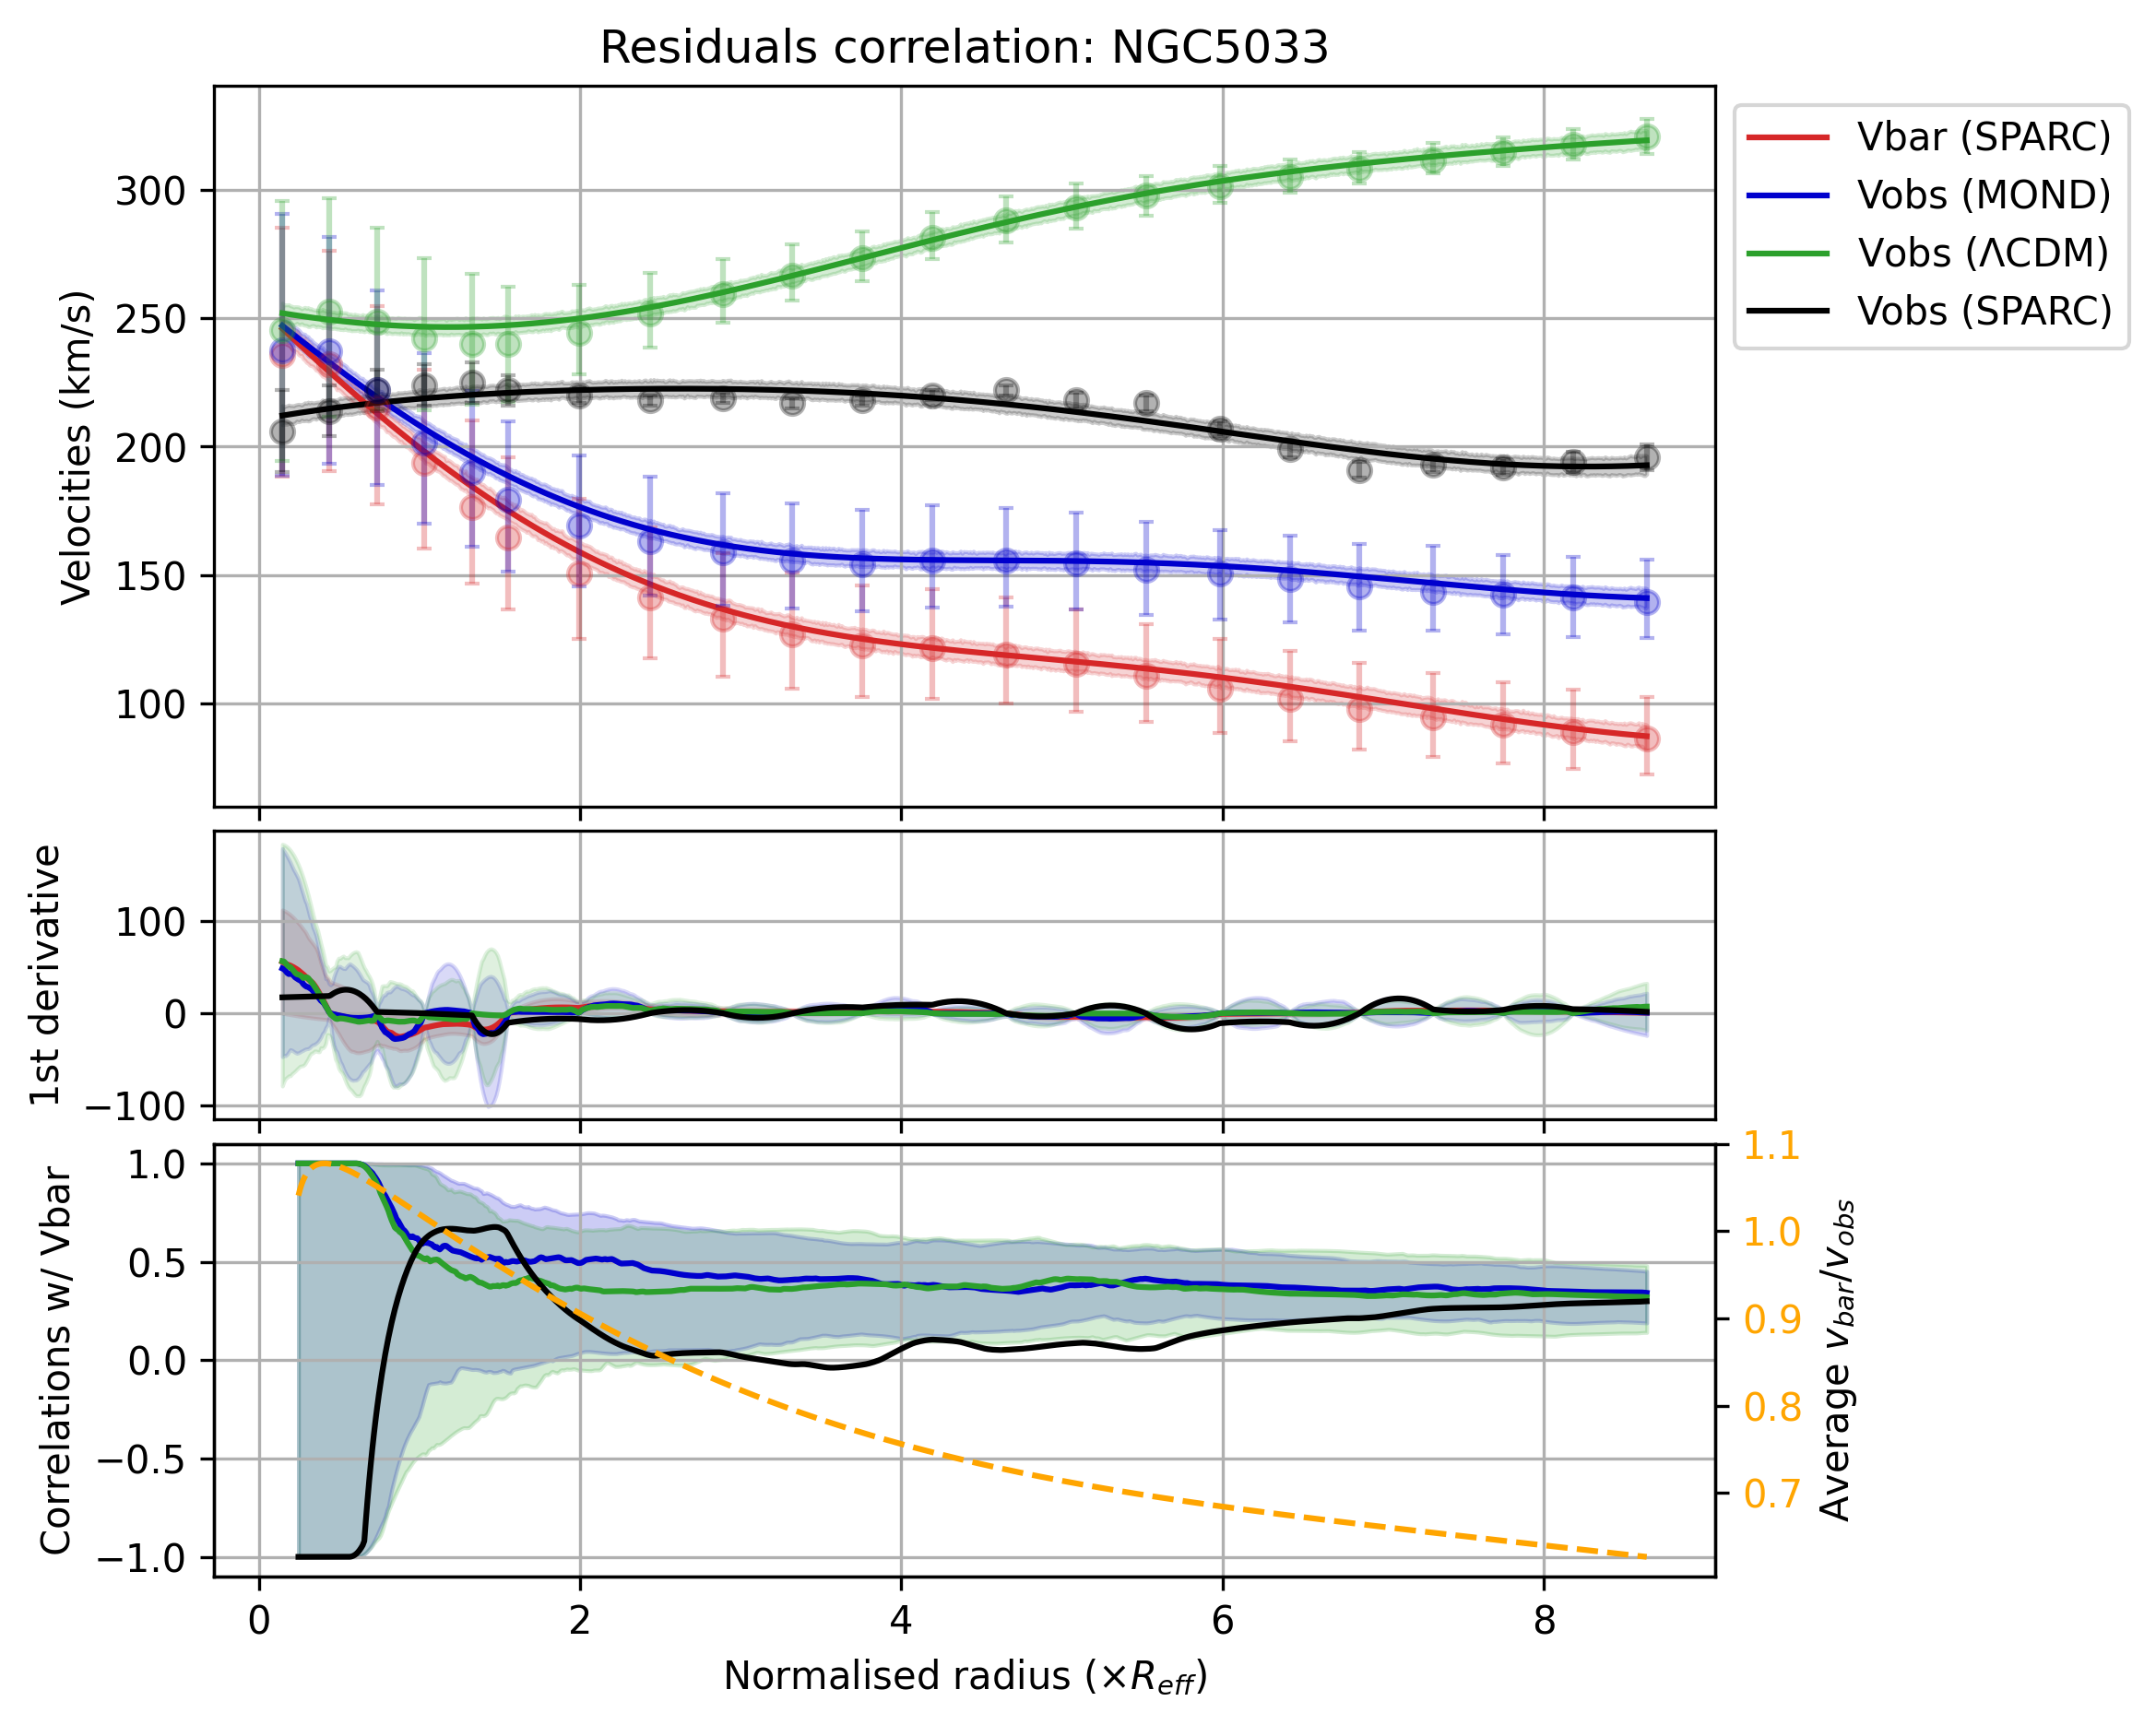 Residuals correlation: NGC5033
Velocities (km/s)
300
250
200
150
100
Vbar (SPARC)
Vobs (MOND)
Vobs (ΛCDM)
Vobs (SPARC)
1st derivative
100
0
−100
Correlations w/ Vbar
1.0
0.5
0.0
−0.5
−1.0
1.1
1.0
0.9
0.8
0.7
Average v_bar/v_obs
0 2 4 6 8
Normalised radius (×R_eff)